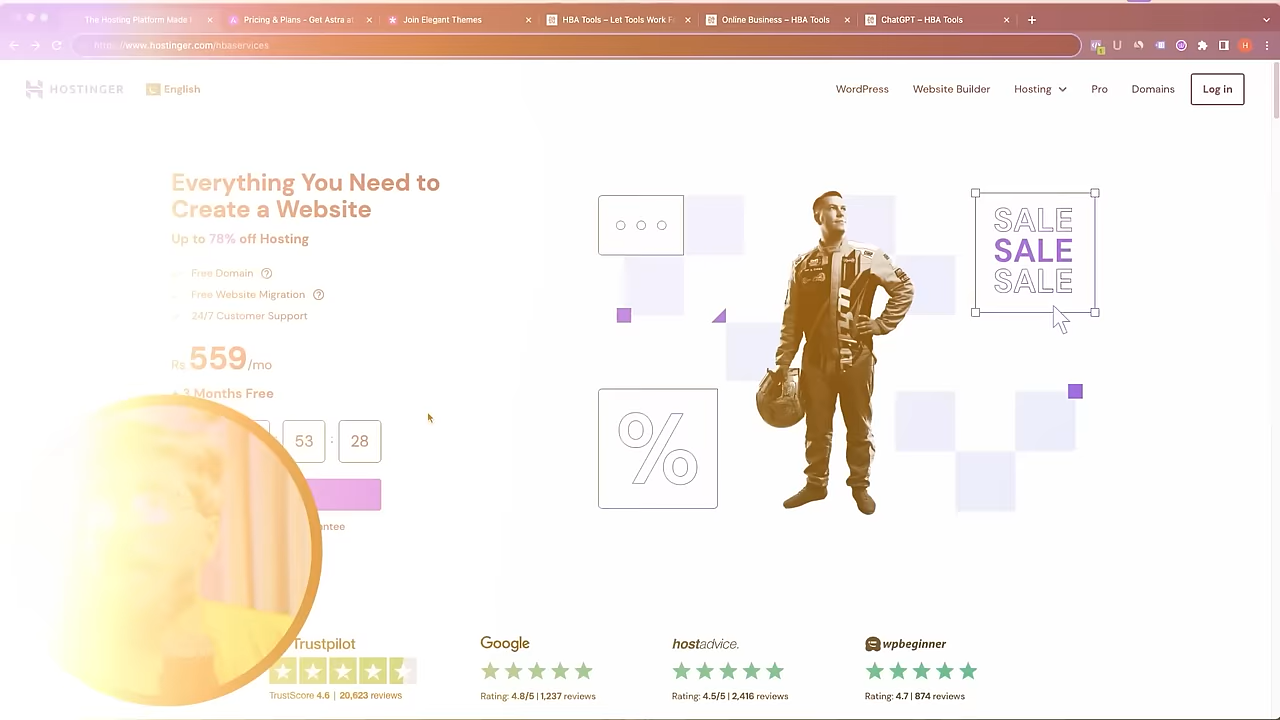 The Hosting Platform Made
Pricing & Plans - Get Astra at
Join Elegant Themes
HBA Tools – Let Tools Work F
Online Business – HBA Tools
ChatGPT – HBA Tools
http://www.hostinger.com/hbaservices
HOSTINGER
English
WordPress
Website Builder
Hosting
Pro
Domains
Log in
Everything You Need to
Create a Website
Up to 78% off Hosting
Free Domain
Free Website Migration
24/7 Customer Support
Rs 559/mo
+ 3 Months Free
53 : 28
SALE
SALE
SALE
%
Trustpilot
TrustScore 4.6 | 20,623 reviews
Google
Rating: 4.8/5 | 1,237 reviews
hostadvice.
Rating: 4.5/5 | 2,416 reviews
wpbeginner
Rating: 4.7 | 874 reviews